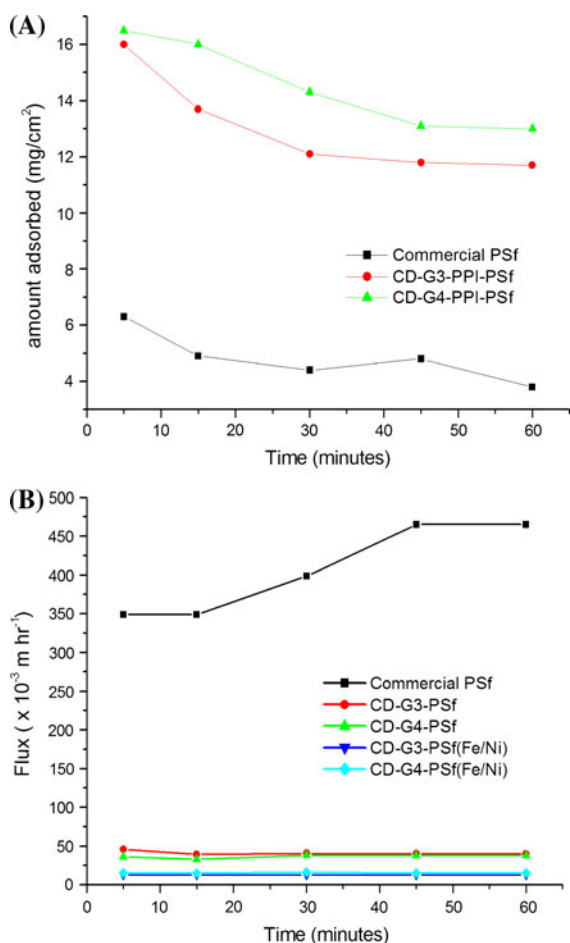 (A)
16
14
12
10
8
6
4
amount adsorbed (mg/cm²)
Commercial PSf
CD-G3-PPI-PSf
CD-G4-PPI-PSf
0 10 20 30 40 50 60
Time (minutes)
(B)
500
450
400
350
300
250
200
150
100
50
0
Flux ( x 10⁻³ m hr⁻¹)
Commercial PSf
CD-G3-PSf
CD-G4-PSf
CD-G3-PSf(Fe/Ni)
CD-G4-PSf(Fe/Ni)
0 10 20 30 40 50 60
Time (minutes)